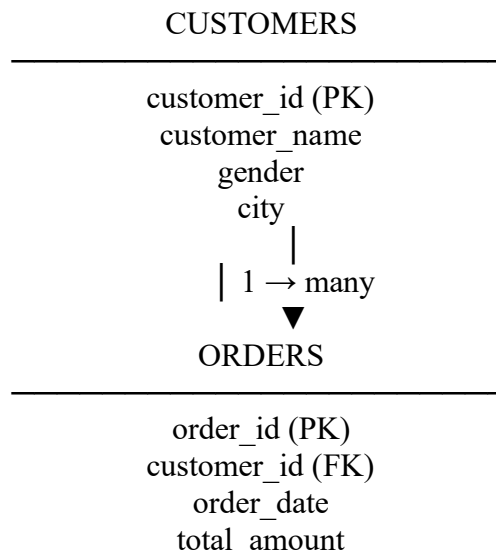 CUSTOMERS
customer_id (PK)
customer_name
gender
city
1 → many
ORDERS
order_id (PK)
customer_id (FK)
order_date
total_amount